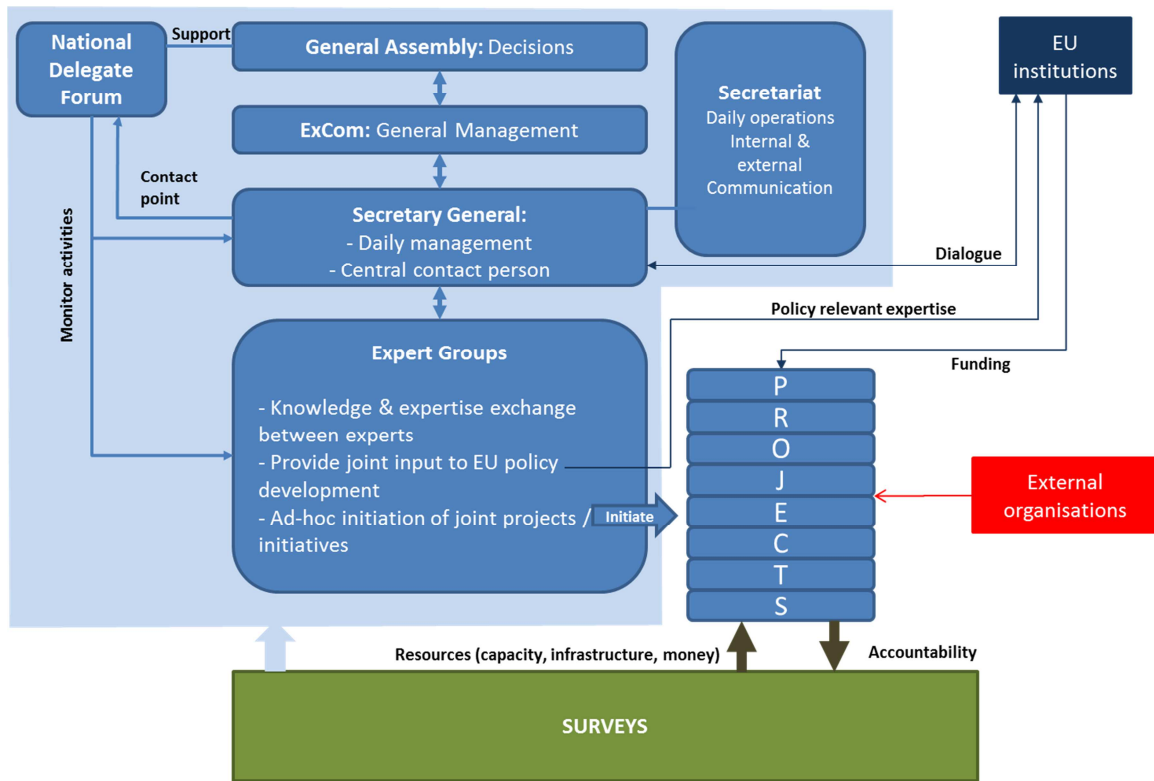 National
Delegate
Forum
Support
General Assembly: Decisions
ExCom: General Management
Secretariat
Daily operations
Internal &
external
Communication
EU
institutions
Contact
point
Monitor activities
Secretary General:
- Daily management
- Central contact person
Dialogue
Policy relevant expertise
Funding
Expert Groups
- Knowledge & expertise exchange
between experts
- Provide joint input to EU policy
development
- Ad-hoc initiation of joint projects /
initiatives
Initiate
P
R
O
J
E
C
T
S
External
organisations
Resources (capacity, infrastructure, money)
Accountability
SURVEYS